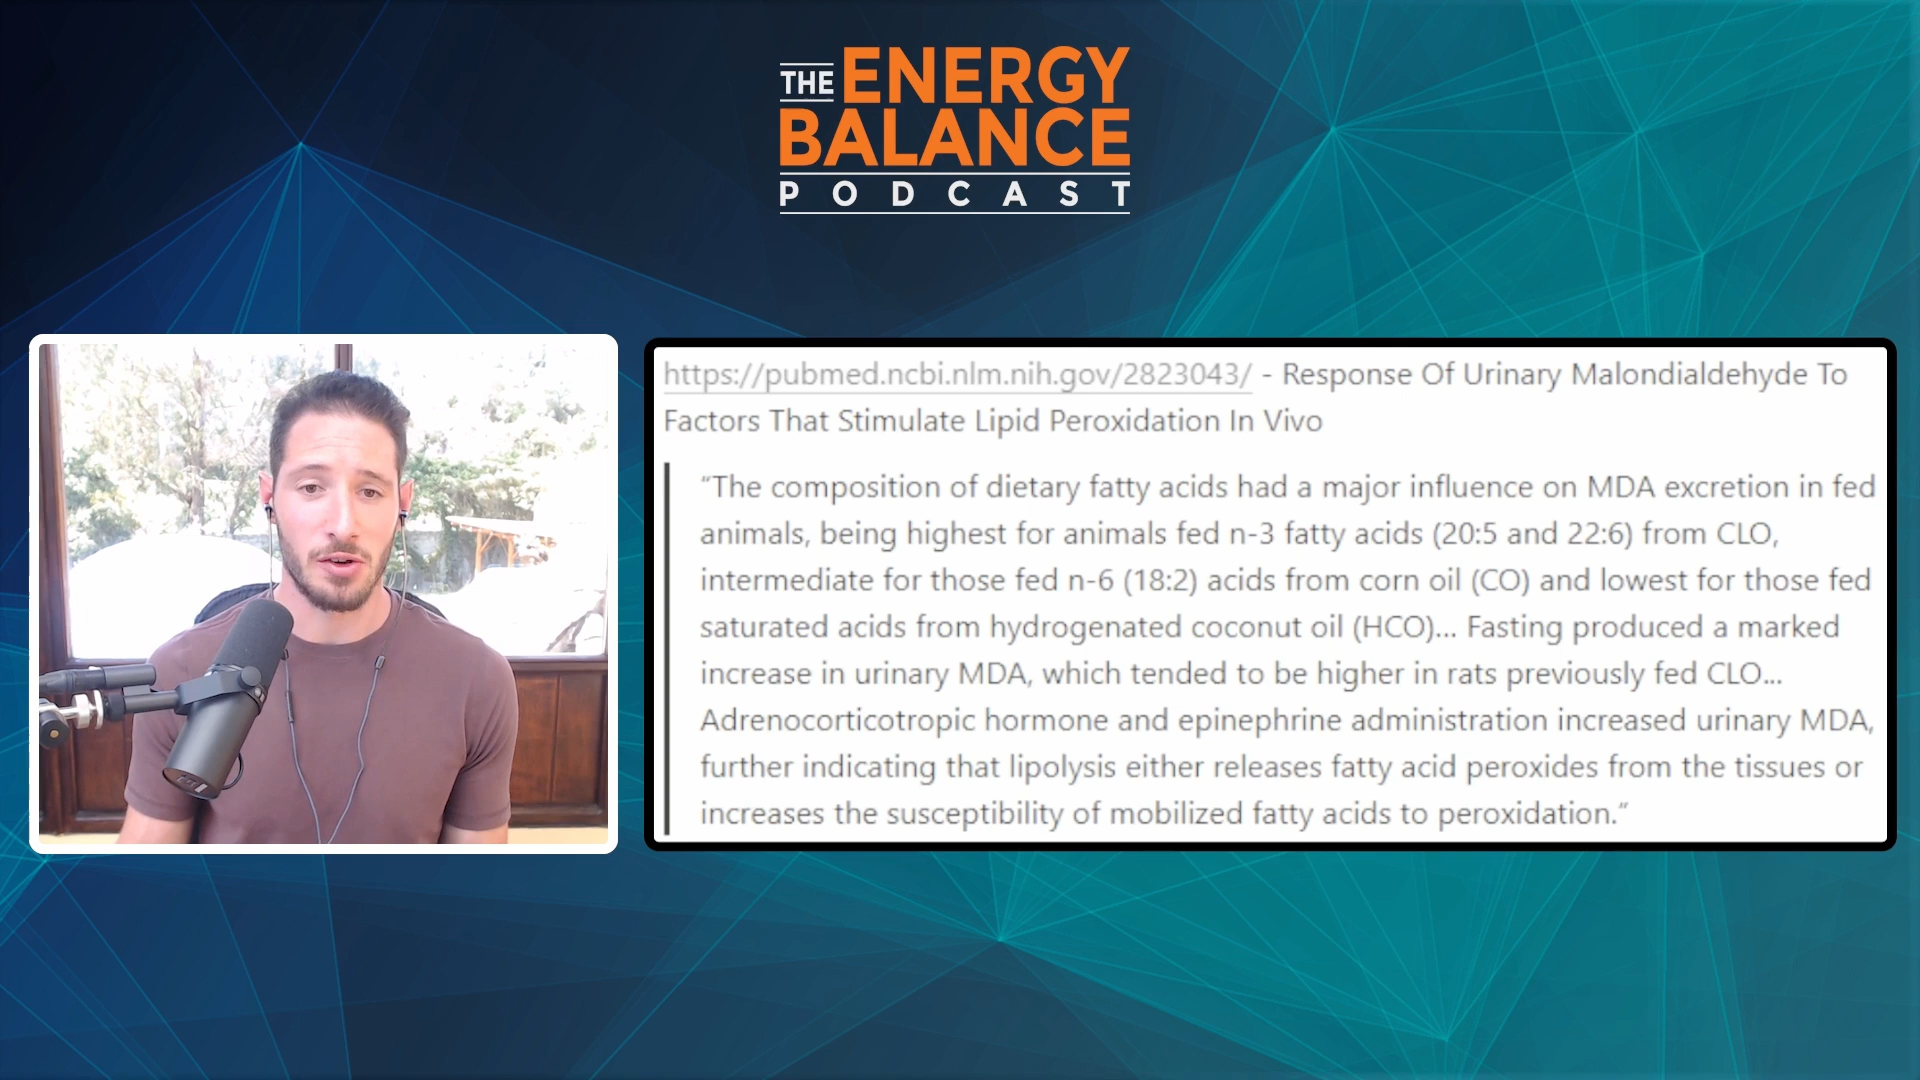 THE ENERGY
BALANCE
PODCAST
https://pubmed.ncbi.nlm.nih.gov/2823043/ - Response Of Urinary Malondialdehyde To
Factors That Stimulate Lipid Peroxidation In Vivo
“The composition of dietary fatty acids had a major influence on MDA excretion in fed
animals, being highest for animals fed n-3 fatty acids (20:5 and 22:6) from CLO,
intermediate for those fed n-6 (18:2) acids from corn oil (CO) and lowest for those fed
saturated acids from hydrogenated coconut oil (HCO)... Fasting produced a marked
increase in urinary MDA, which tended to be higher in rats previously fed CLO...
Adrenocorticotropic hormone and epinephrine administration increased urinary MDA,
further indicating that lipolysis either releases fatty acid peroxides from the tissues or
increases the susceptibility of mobilized fatty acids to peroxidation.”